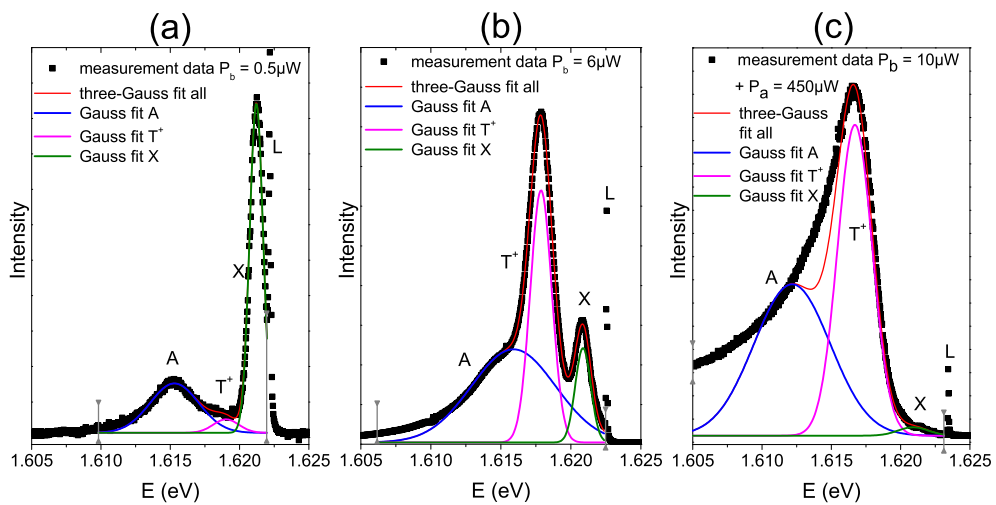 (a)
measurement data P_b = 0.5µW
three-Gauss fit all
Gauss fit A
Gauss fit T⁺
Gauss fit X
L
X
A
T⁺
Intensity
1.605 1.610 1.615 1.620 1.625
E (eV)
(b)
measurement data P_b = 6µW
three-Gauss fit all
Gauss fit A
Gauss fit T⁺
Gauss fit X
L
T⁺
X
A
Intensity
1.605 1.610 1.615 1.620 1.625
E (eV)
(c)
measurement data P_b = 10µW
+ P_a = 450µW
three-Gauss
fit all
Gauss fit A
Gauss fit T⁺
Gauss fit X
T⁺
A
L
X
Intensity
1.605 1.610 1.615 1.620 1.625
E (eV)